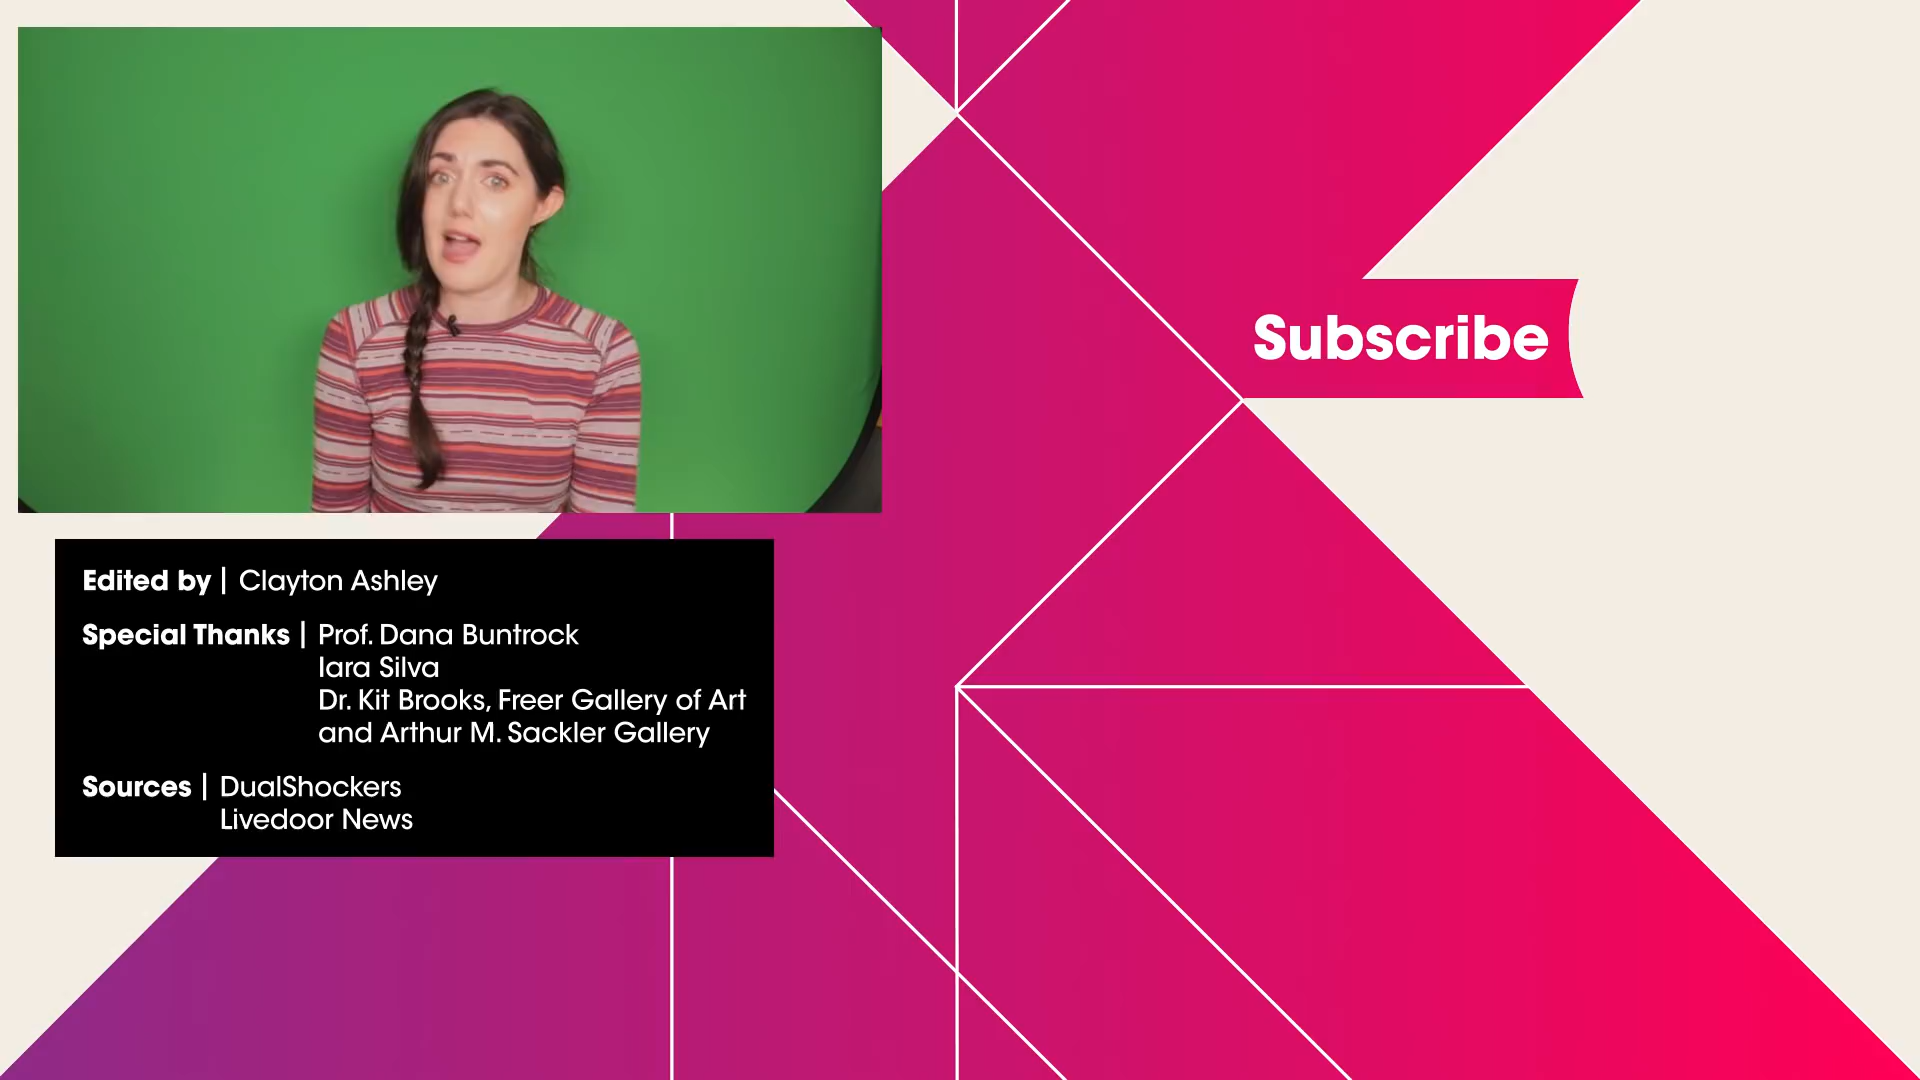 Subscribe
Edited by | Clayton Ashley
Special Thanks | Prof. Dana Buntrock
Iara Silva
Dr. Kit Brooks, Freer Gallery of Art
and Arthur M. Sackler Gallery
Sources | DualShockers
Livedoor News